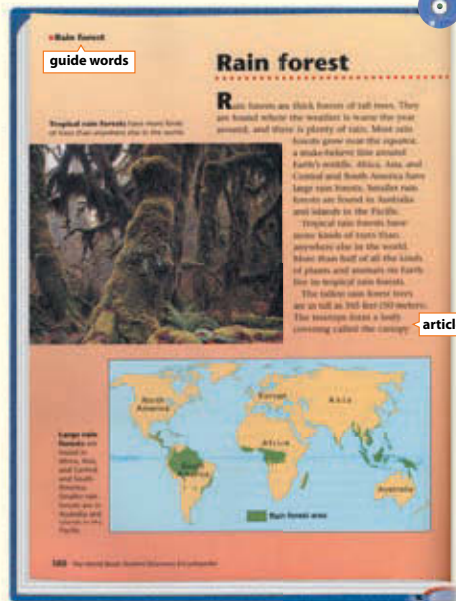 Rain forest
guide words
Rain forest
Rain forests are thick forests of tall trees. They
are found where the weather is warm the year
around, and there is plenty of rain. Most rain
forests grow near the equator,
a make-believe line around
Earth's middle. Africa, Asia, and
Central and South America have
large rain forests. Smaller rain
forests are found in Australia
and islands in the Pacific.
Tropical rain forests have
more kinds of trees than
anywhere else in the world.
More than half of all the kinds
of plants and animals on Earth
live in tropical rain forests.
The tallest rain forest trees
are as tall as 165 feet (50 meters).
The treetops form a leafy
covering called the canopy
articl
Tropical rain forests have more kinds
of trees than anywhere else in the world.
North
America
Europe
Asia
Africa
South
America
Australia
Rain forest area
Large rain
forests are
found in
Africa, Asia,
and Central
and South
America.
Smaller rain
forests are in
Australia and
islands in the
Pacific.
The World Book Student Discovery Encyclopedia